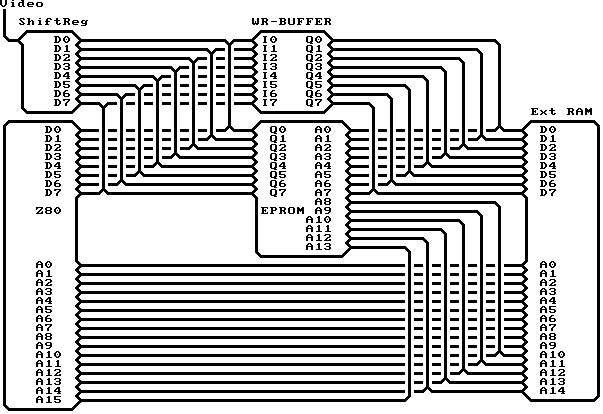 Video
ShiftReg WR-BUFFER
D0 I0 Q0
D1 I1 Q1
D2 I2 Q2
D3 I3 Q3
D4 I4 Q4
D5 I5 Q5
D6 I6 Q6
D7 I7 Q7
Ext RAM
D0 Q0 A0 D0
D1 Q1 A1 D1
D2 Q2 A2 D2
D3 Q3 A3 D3
D4 Q4 A4 D4
D5 Q5 A5 D5
D6 Q6 A6 D6
D7 Q7 A7 D7
A8
Z80 EPROM A9
A10
A11
A12
A13
A0 A0
A1 A1
A2 A2
A3 A3
A4 A4
A5 A5
A6 A6
A7 A7
A8 A8
A9 A9
A10 A10
A11 A11
A12 A12
A13 A13
A14 A14
A15